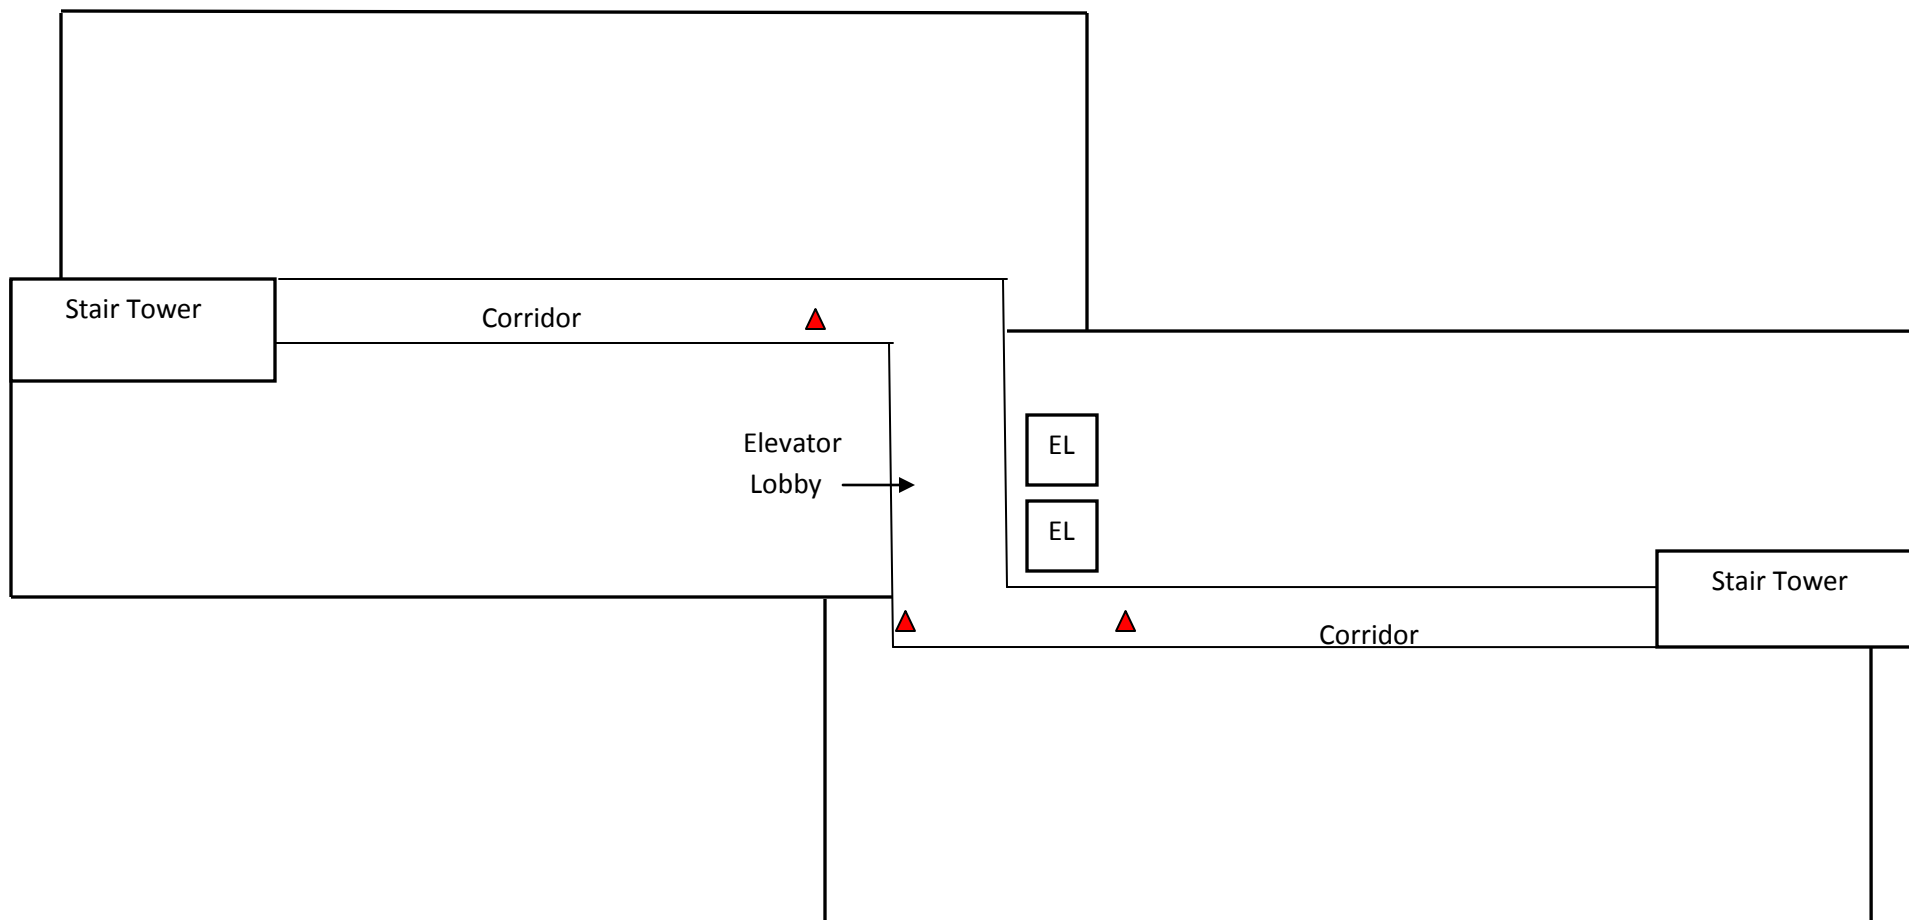 Stair Tower
Corridor
Elevator
Lobby
EL
EL
Stair Tower
Corridor